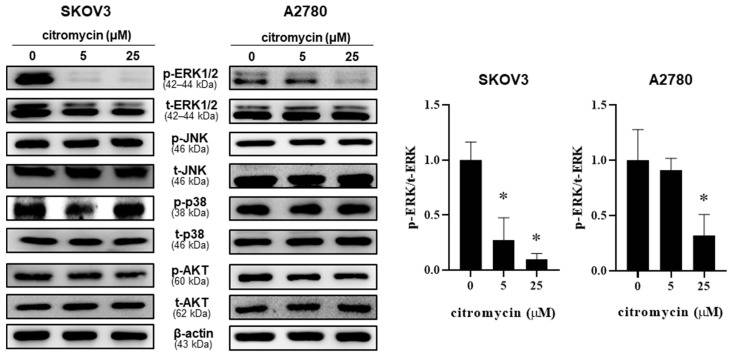 SKOV3
A2780
citromycin (µM)
citromycin (µM)
0 5 25
0 5 25
p-ERK1/2
(42–44 kDa)
t-ERK1/2
(42–44 kDa)
p-JNK
(46 kDa)
t-JNK
(46 kDa)
p-p38
(38 kDa)
t-p38
(46 kDa)
p-AKT
(60 kDa)
t-AKT
(62 kDa)
β-actin
(43 kDa)
SKOV3
p-ERK/t-ERK
1.5
1.0
0.5
0.0
*
*
0 5 25
citromycin (µM)
A2780
p-ERK/t-ERK
1.5
1.0
0.5
0.0
*
0 5 25
citromycin (µM)